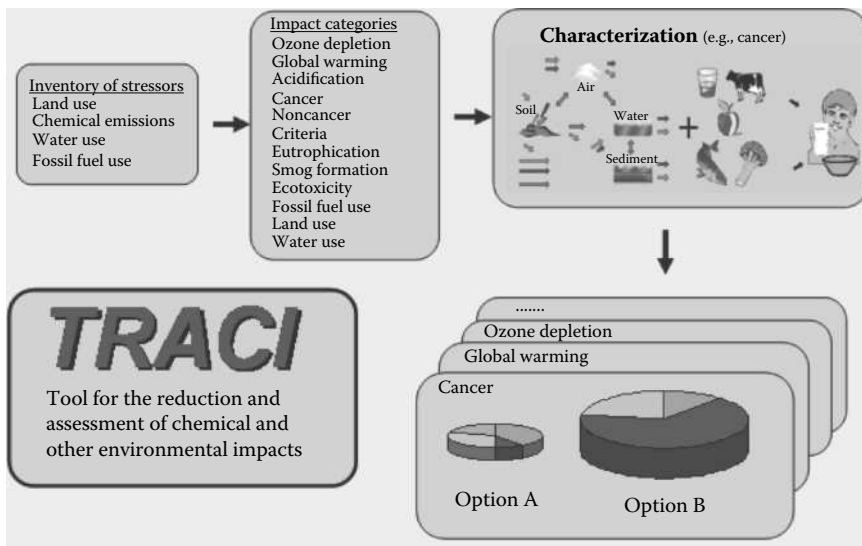 Inventory of stressors
Land use
Chemical emissions
Water use
Fossil fuel use
Impact categories
Ozone depletion
Global warming
Acidification
Cancer
Noncancer
Criteria
Eutrophication
Smog formation
Ecotoxicity
Fossil fuel use
Land use
Water use
Characterization (e.g., cancer)
Air
Soil
Water
Sediment
TRACI
Tool for the reduction and
assessment of chemical and
other environmental impacts
.......
Ozone depletion
Global warming
Cancer
Option A
Option B